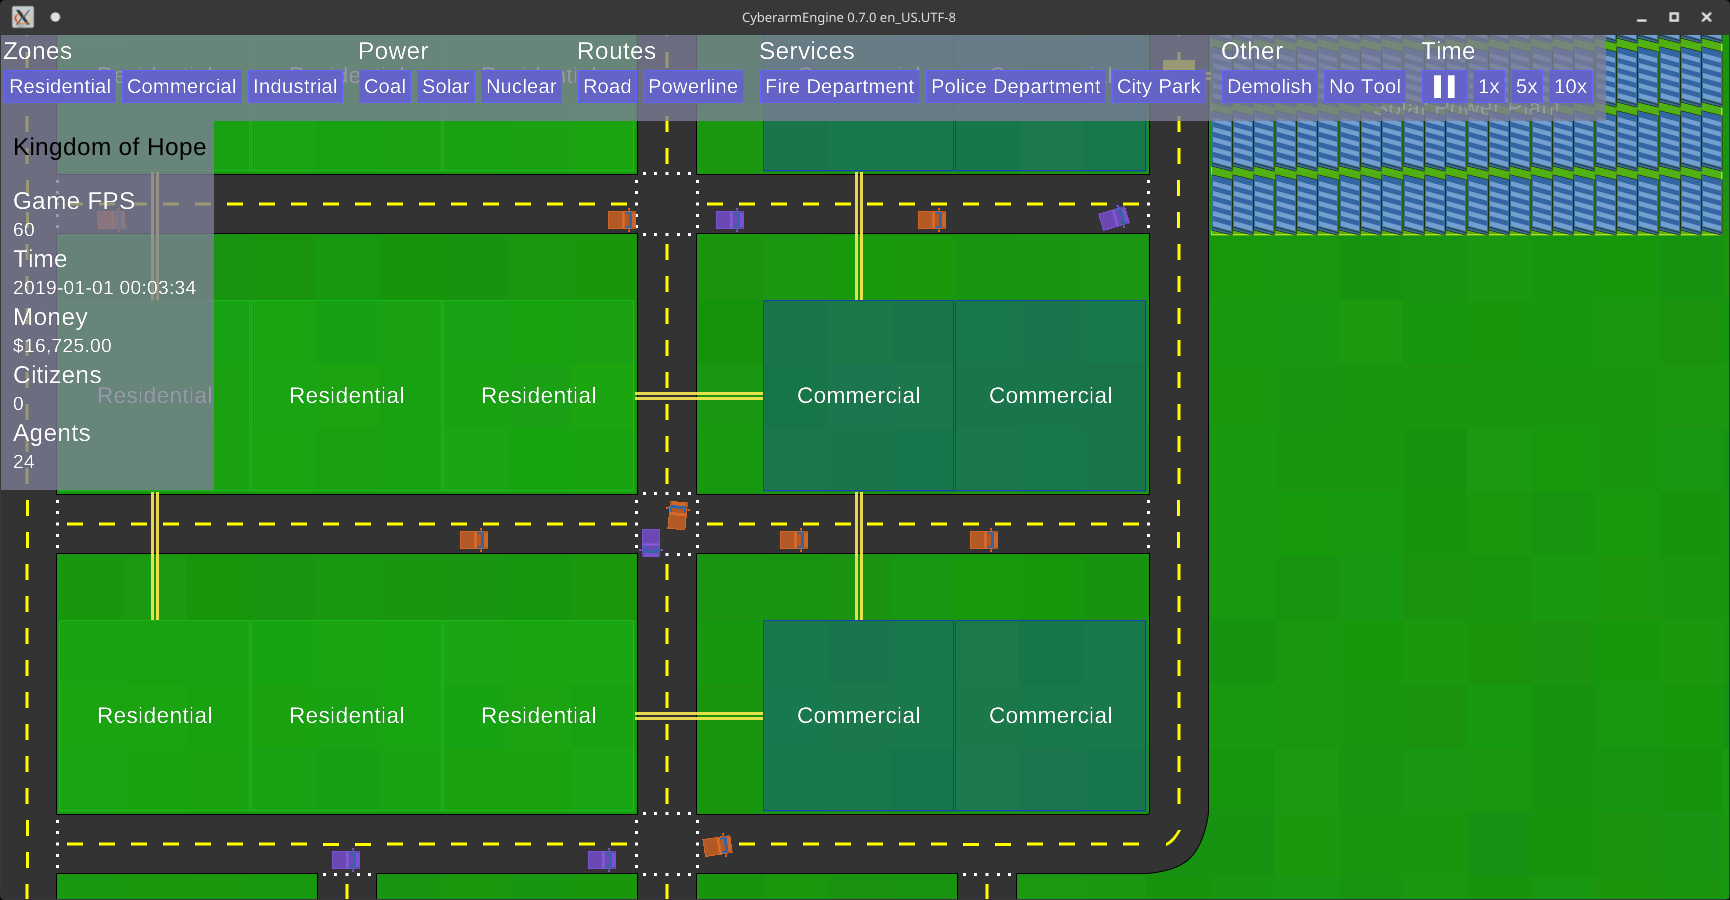 CyberarmEngine 0.7.0 en_US.UTF-8
Zones Power Routes Services Other Time
Residential Commercial Industrial Coal Solar Nuclear Road Powerline Fire Department Police Department City Park Demolish No Tool 1x 5x 10x
Solar Power Plant
Kingdom of Hope
Game FPS
60
Time
2019-01-01 00:03:34
Money
$16,725.00
Citizens
0
Residential Residential Residential Commercial Commercial
Agents
24
Residential Residential Residential Commercial Commercial